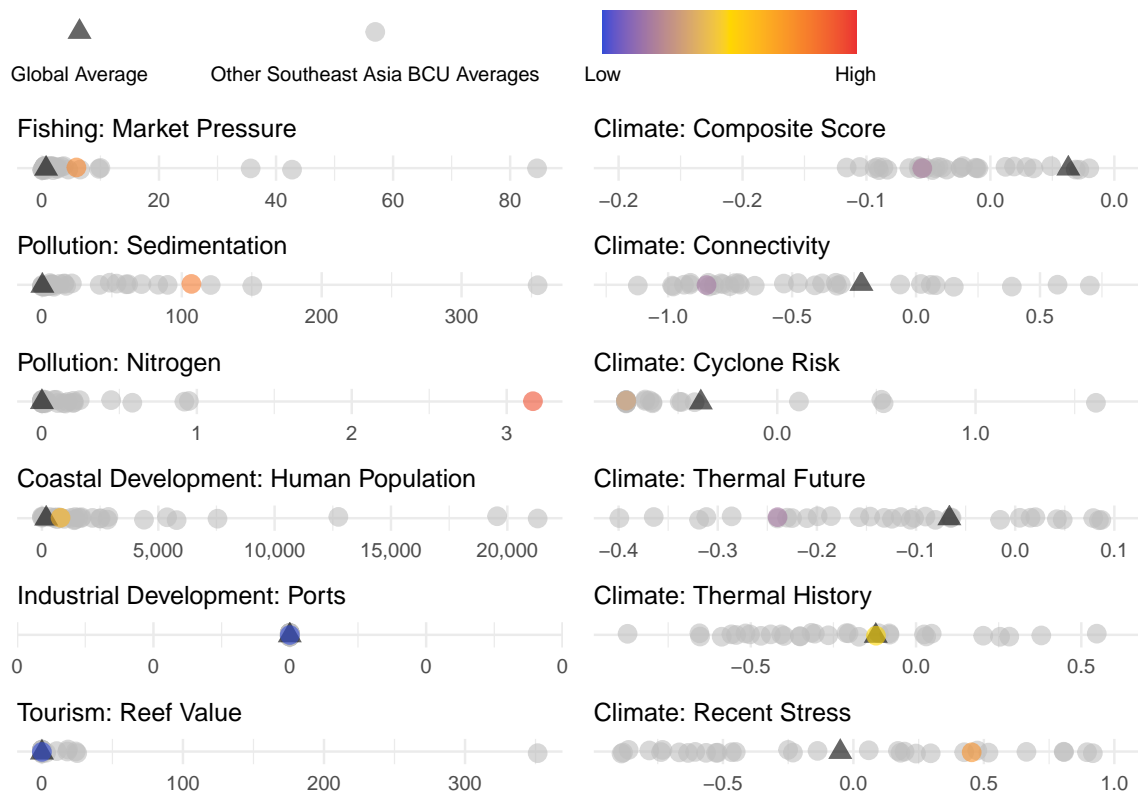 Global Average
Other Southeast Asia BCU Averages
Low
High
Fishing: Market Pressure
0 20 40 60 80
Pollution: Sedimentation
0 100 200 300
Pollution: Nitrogen
0 1 2 3
Coastal Development: Human Population
0 5,000 10,000 15,000 20,000
Industrial Development: Ports
0 0 0 0 0
Tourism: Reef Value
0 100 200 300
Climate: Composite Score
−0.2 −0.2 −0.1 0.0 0.0
Climate: Connectivity
−1.0 −0.5 0.0 0.5
Climate: Cyclone Risk
0.0 1.0
Climate: Thermal Future
−0.4 −0.3 −0.2 −0.1 0.0 0.1
Climate: Thermal History
−0.5 0.0 0.5
Climate: Recent Stress
−0.5 0.0 0.5 1.0